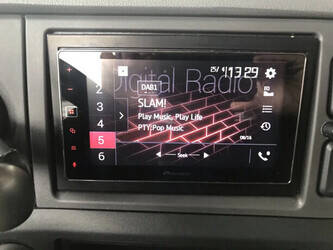 25/4 13:29
Digital Radio
DAB1
2
3
4
5
6
SLAM!
Play Music, Play Life
PTY:Pop Music
08/16
Seek
Pioneer